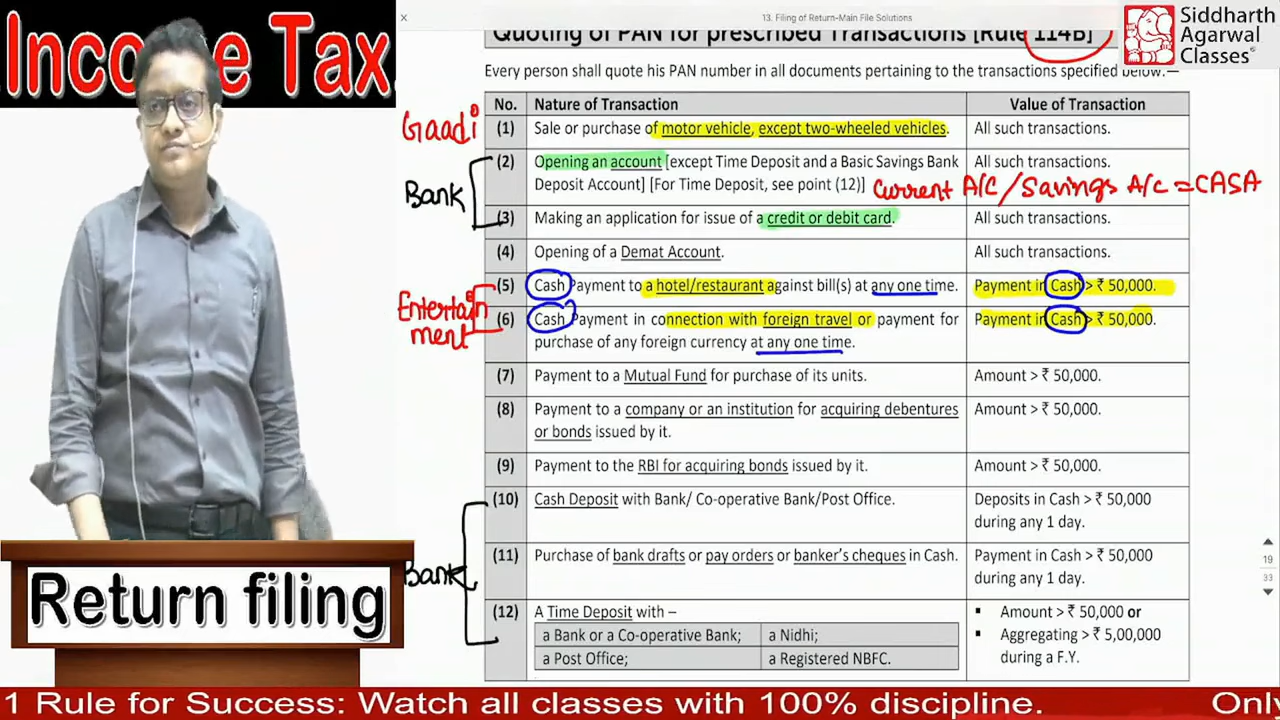 Income Tax.
13. Filing of Return-Main File Solutions
Siddharth
Agarwal
Classes
Quoting of PAN for prescribed Transactions [Rule 114B]
Every person shall quote his PAN number in all documents pertaining to the transactions specified below.—
No. Nature of Transaction Value of Transaction
Gaadi
(1) Sale or purchase of motor vehicle, except two-wheeled vehicles. All such transactions.
Bank
(2) Opening an account [except Time Deposit and a Basic Savings Bank All such transactions.
Deposit Account] [For Time Deposit, see point (12)]
Current A/C / Savings A/C = CASA
(3) Making an application for issue of a credit or debit card. All such transactions.
(4) Opening of a Demat Account. All such transactions.
Entertain
ment
(5) Cash Payment to a hotel/restaurant against bill(s) at any one time. Payment in Cash > ₹ 50,000.
(6) Cash Payment in connection with foreign travel or payment for Payment in Cash > ₹ 50,000.
purchase of any foreign currency at any one time.
(7) Payment to a Mutual Fund for purchase of its units. Amount > ₹ 50,000.
(8) Payment to a company or an institution for acquiring debentures Amount > ₹ 50,000.
or bonds issued by it.
(9) Payment to the RBI for acquiring bonds issued by it. Amount > ₹ 50,000.
Bank
(10) Cash Deposit with Bank/ Co-operative Bank/Post Office. Deposits in Cash > ₹ 50,000
during any 1 day.
(11) Purchase of bank drafts or pay orders or banker's cheques in Cash. Payment in Cash > ₹ 50,000
during any 1 day.
(12) A Time Deposit with – ▪ Amount > ₹ 50,000 or
a Bank or a Co-operative Bank; a Nidhi; ▪ Aggregating > ₹ 5,00,000
a Post Office; a Registered NBFC. during a F.Y.
19
33
Return filing
1 Rule for Success: Watch all classes with 100% discipline. Only